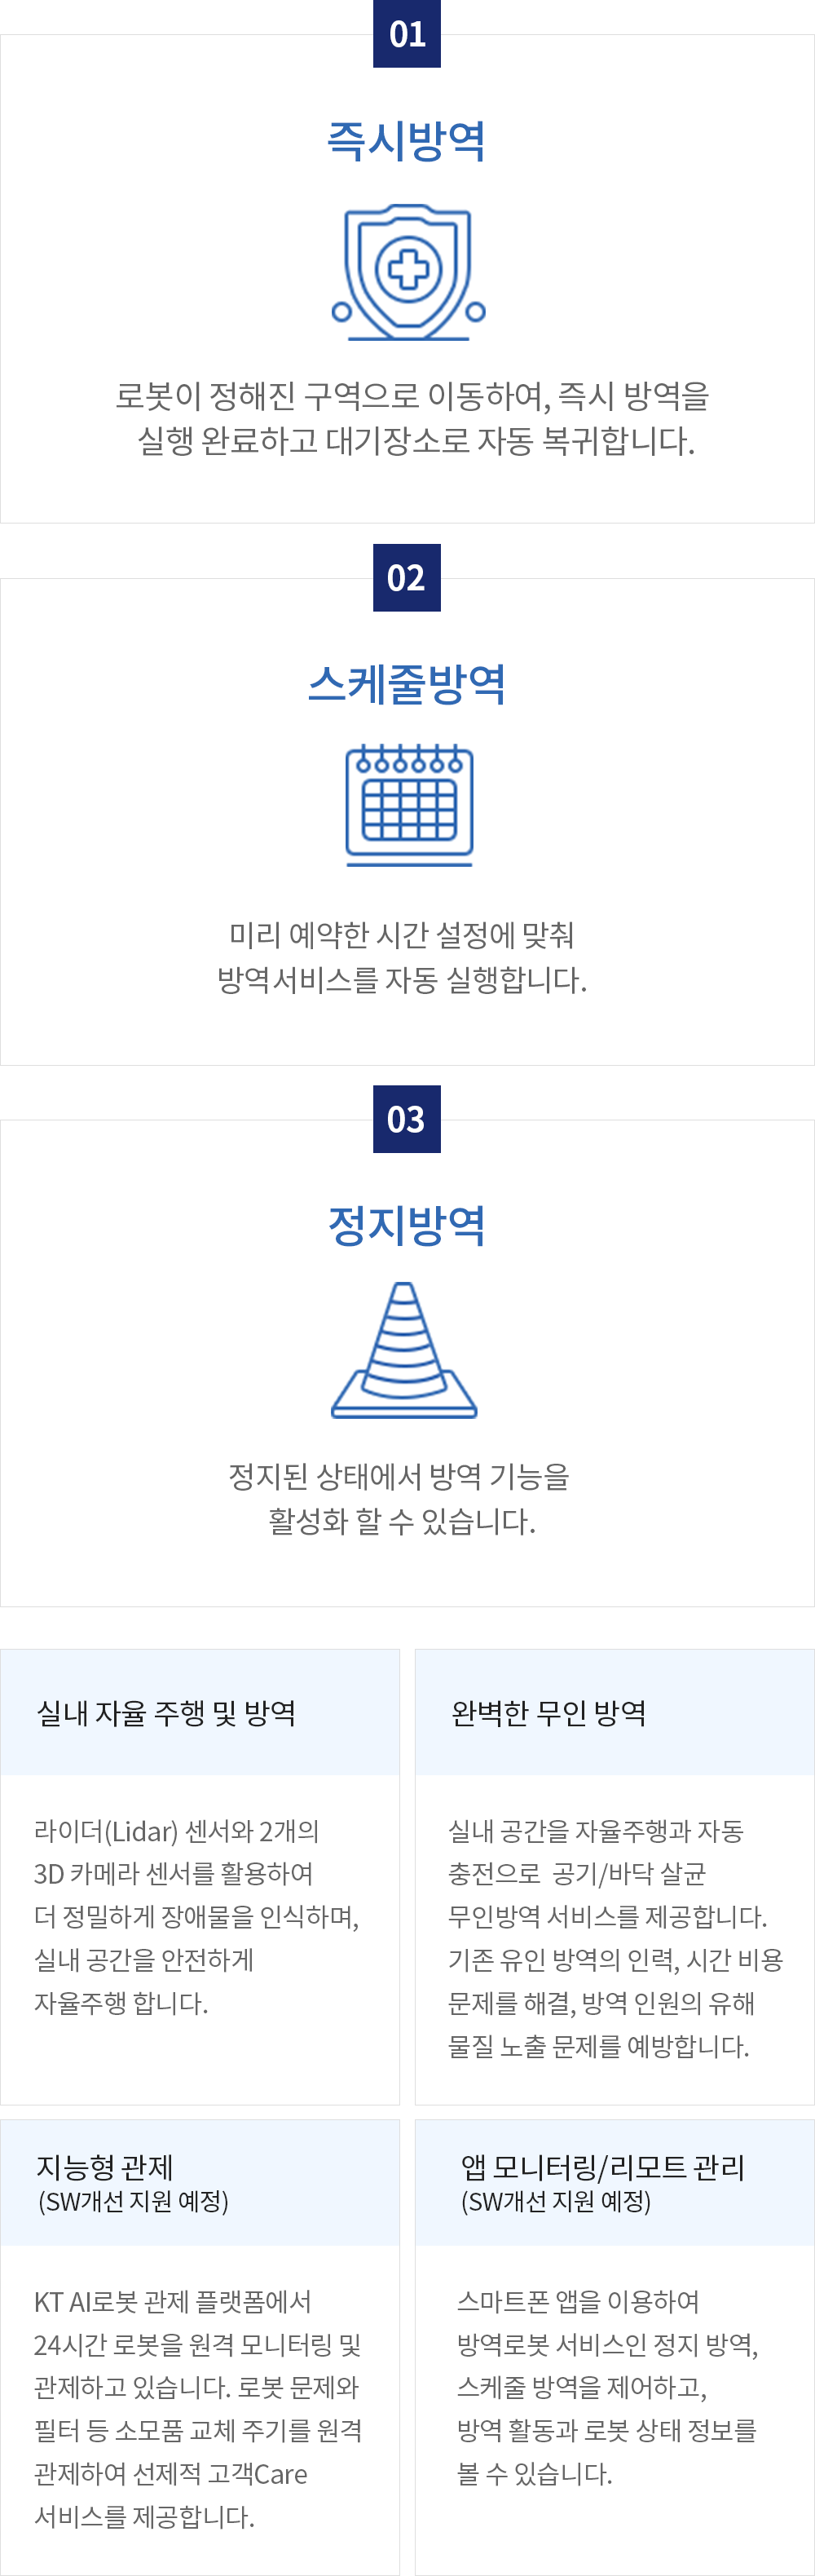 01
즉시방역
로봇이 정해진 구역으로 이동하여, 즉시 방역을
실행 완료하고 대기장소로 자동 복귀합니다.
02
스케줄방역
미리 예약한 시간 설정에 맞춰
방역서비스를 자동 실행합니다.
03
정지방역
정지된 상태에서 방역 기능을
활성화 할 수 있습니다.
실내 자율 주행 및 방역
라이더(Lidar) 센서와 2개의
3D 카메라 센서를 활용하여
더 정밀하게 장애물을 인식하며,
실내 공간을 안전하게
자율주행 합니다.
완벽한 무인 방역
실내 공간을 자율주행과 자동
충전으로 공기/바닥 살균
무인방역 서비스를 제공합니다.
기존 유인 방역의 인력, 시간 비용
문제를 해결, 방역 인원의 유해
물질 노출 문제를 예방합니다.
지능형 관제
(SW개선 지원 예정)
KT AI로봇 관제 플랫폼에서
24시간 로봇을 원격 모니터링 및
관제하고 있습니다. 로봇 문제와
필터 등 소모품 교체 주기를 원격
관제하여 선제적 고객Care
서비스를 제공합니다.
앱 모니터링/리모트 관리
(SW개선 지원 예정)
스마트폰 앱을 이용하여
방역로봇 서비스인 정지 방역,
스케줄 방역을 제어하고,
방역 활동과 로봇 상태 정보를
볼 수 있습니다.